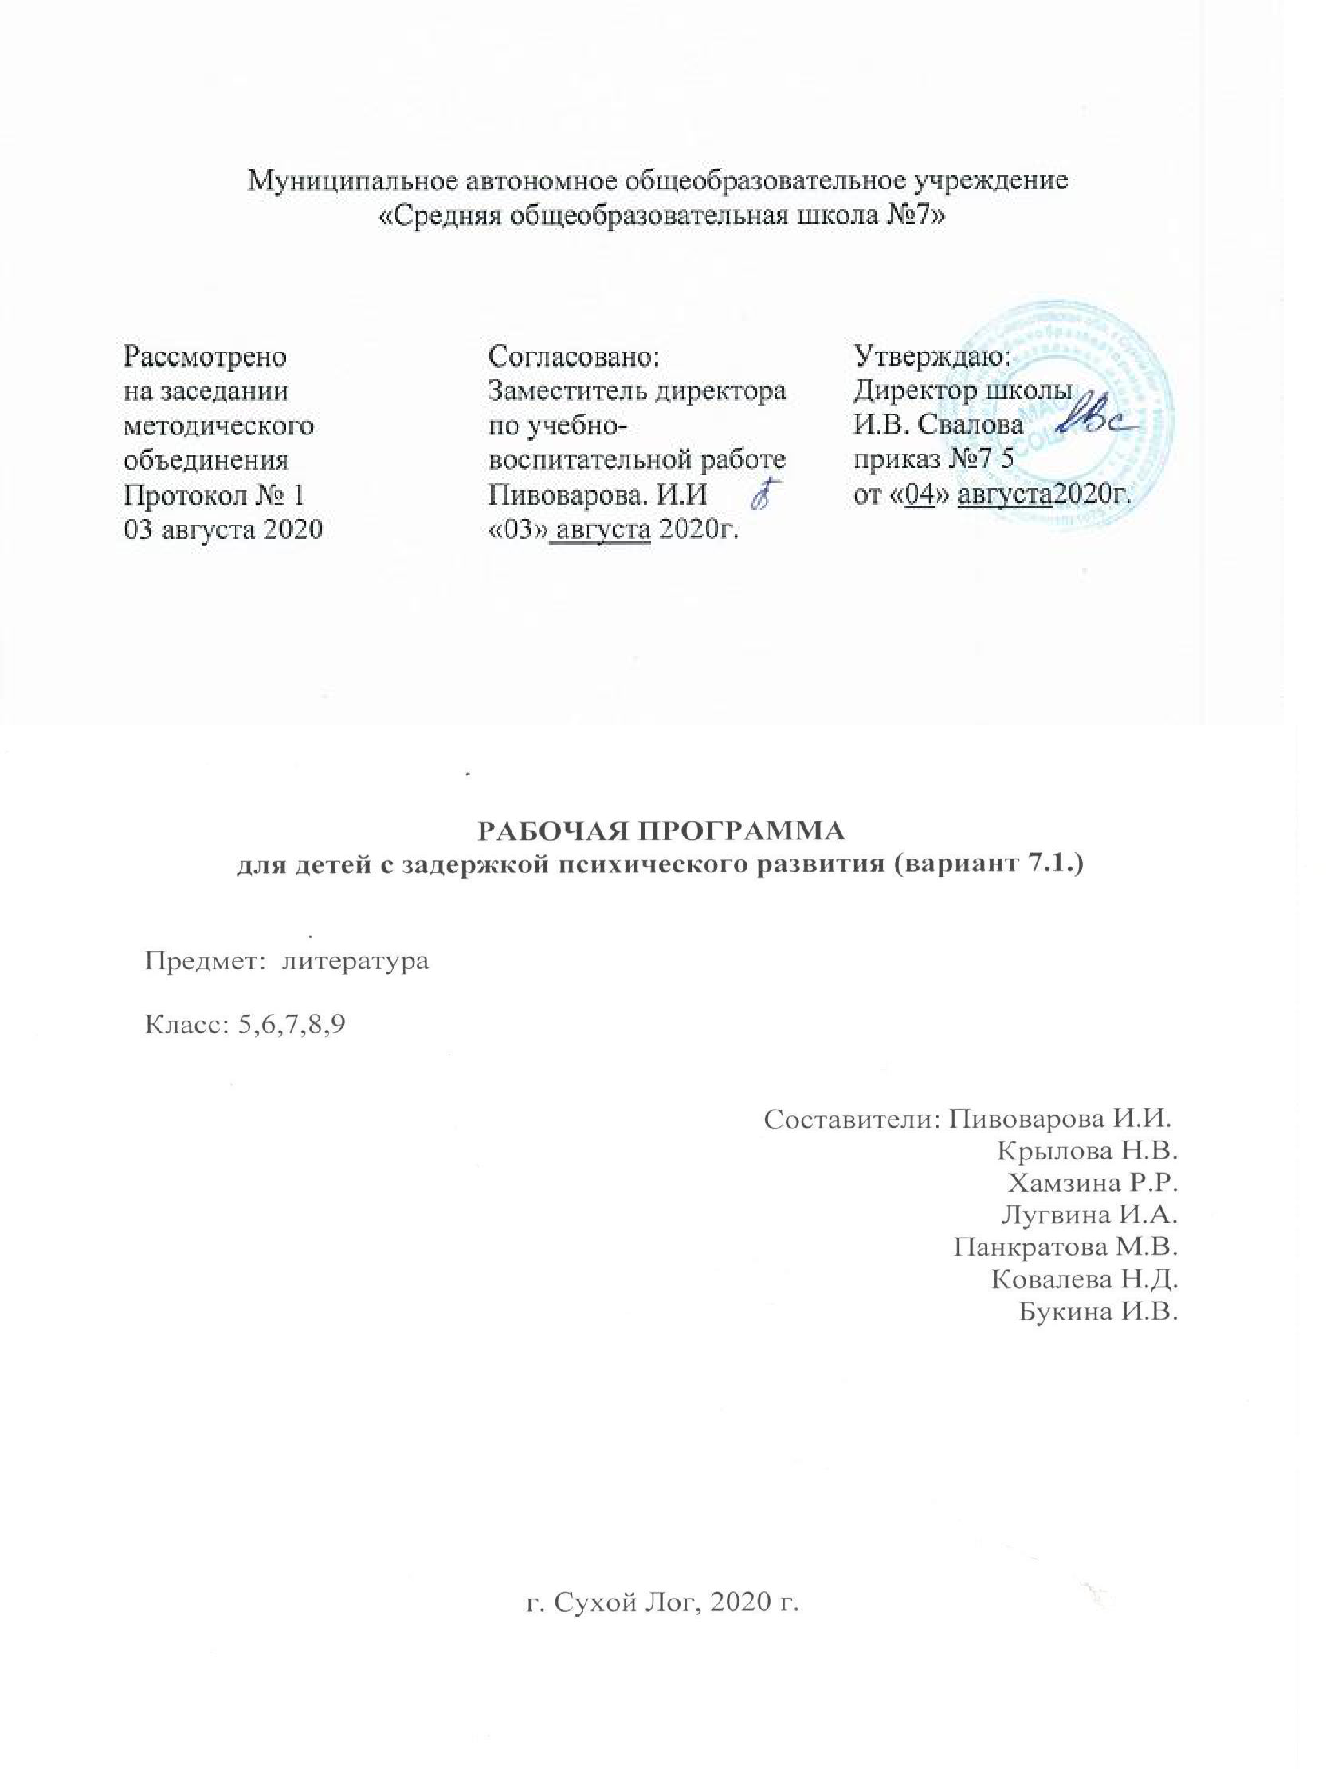 Муниципальное автономное общеобразовательное учреждение
«Средняя общеобразовательная школа №7»
Рассмотрено
на заседании
методического
объединения
Протокол № 1
03 августа 2020
Согласовано:
Заместитель директора
по учебно-
воспитательной работе
Пивоварова. И.И
«03» августа 2020г.
Утверждаю:
Директор школы
И.В. Свалова
приказ №7 5
от «04» августа2020г.
МАО
СОШ
РАБОЧАЯ ПРОГРАММА
для детей с задержкой психического развития (вариант 7.1.)
Предмет: литература
Класс: 5,6,7,8,9
Составители: Пивоварова И.И.
Крылова Н.В.
Хамзина Р.Р.
Лугвина И.А.
Панкратова М.В.
Ковалева Н.Д.
Букина И.В.
г. Сухой Лог, 2020 г.